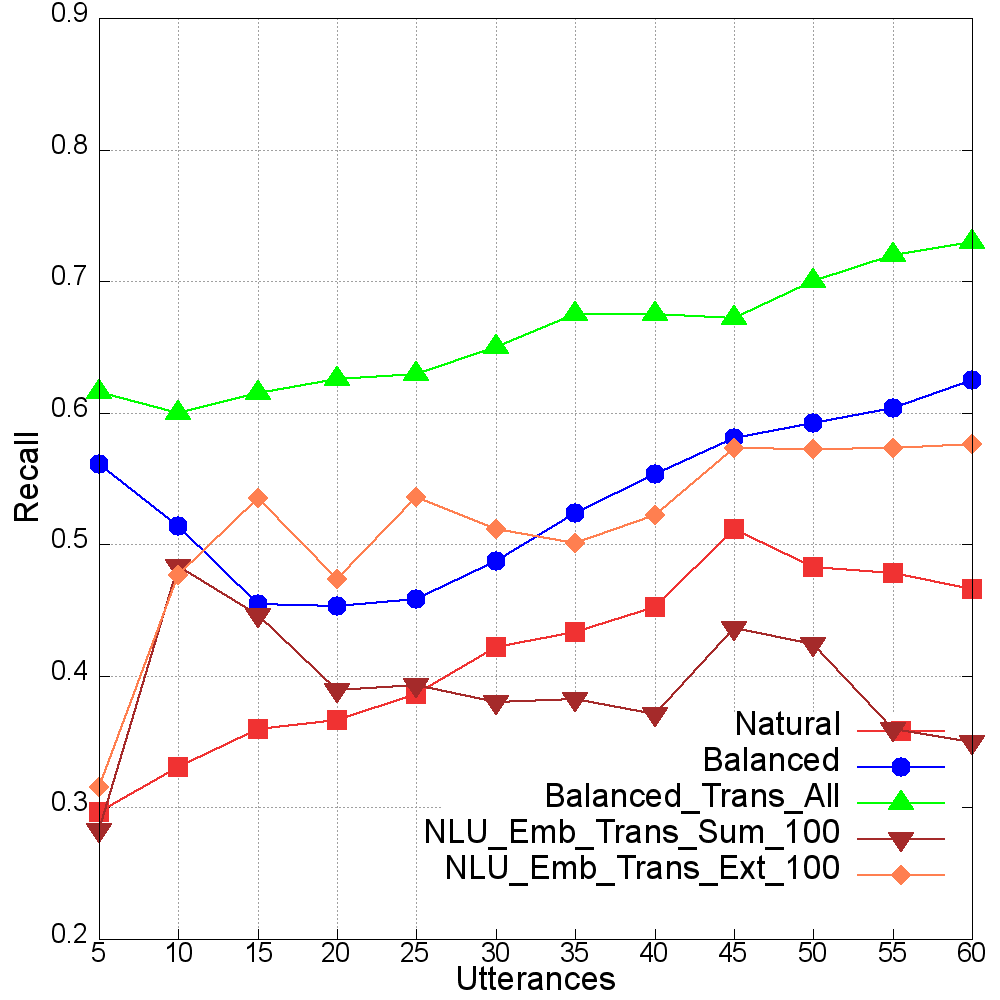 0.9
0.8
0.7
0.6
0.5
0.4
0.3
0.2
Recall
Natural
Balanced
Balanced_Trans_All
NLU_Emb_Trans_Sum_100
NLU_Emb_Trans_Ext_100
5 10 15 20 25 30 35 40 45 50 55 60
Utterances